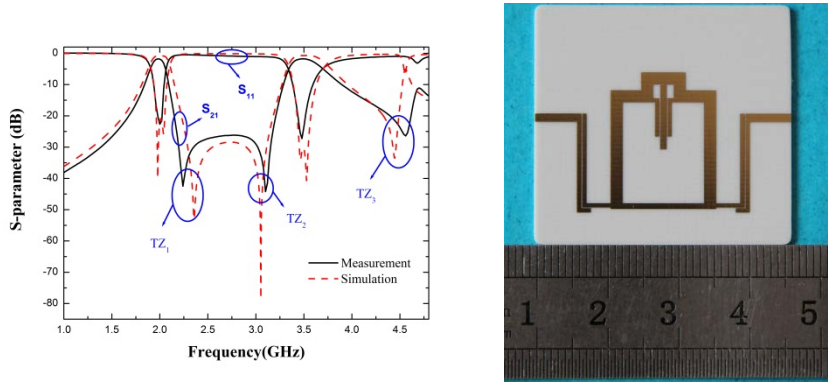 S-parameter (dB)
0
-10
-20
-30
-40
-50
-60
-70
-80
S₁₁
S₂₁
TZ₁
TZ₂
TZ₃
Measurement
Simulation
1.0
1.5
2.0
2.5
3.0
3.5
4.0
4.5
Frequency(GHz)
1 2 3 4 5